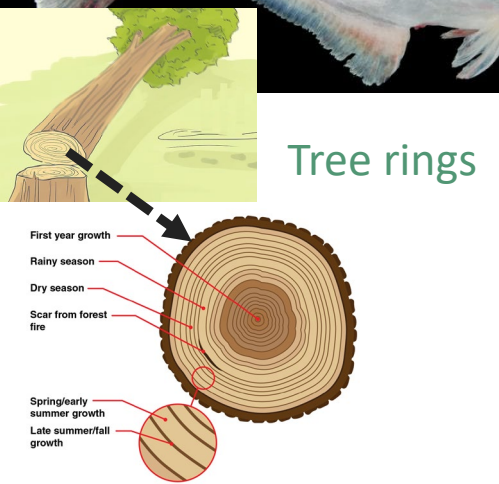 Tree rings
First year growth
Rainy season
Dry season
Scar from forest
fire
Spring/early
summer growth
Late summer/fall
growth